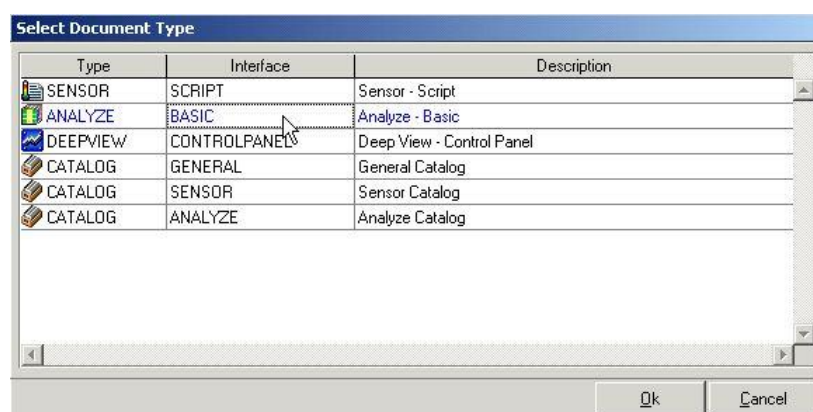 Select Document Type
Type Interface Description
SENSOR SCRIPT Sensor - Script
ANALYZE BASIC Analyze - Basic
DEEPVIEW CONTROLPANEL Deep View - Control Panel
CATALOG GENERAL General Catalog
CATALOG SENSOR Sensor Catalog
CATALOG ANALYZE Analyze Catalog
Ok Cancel